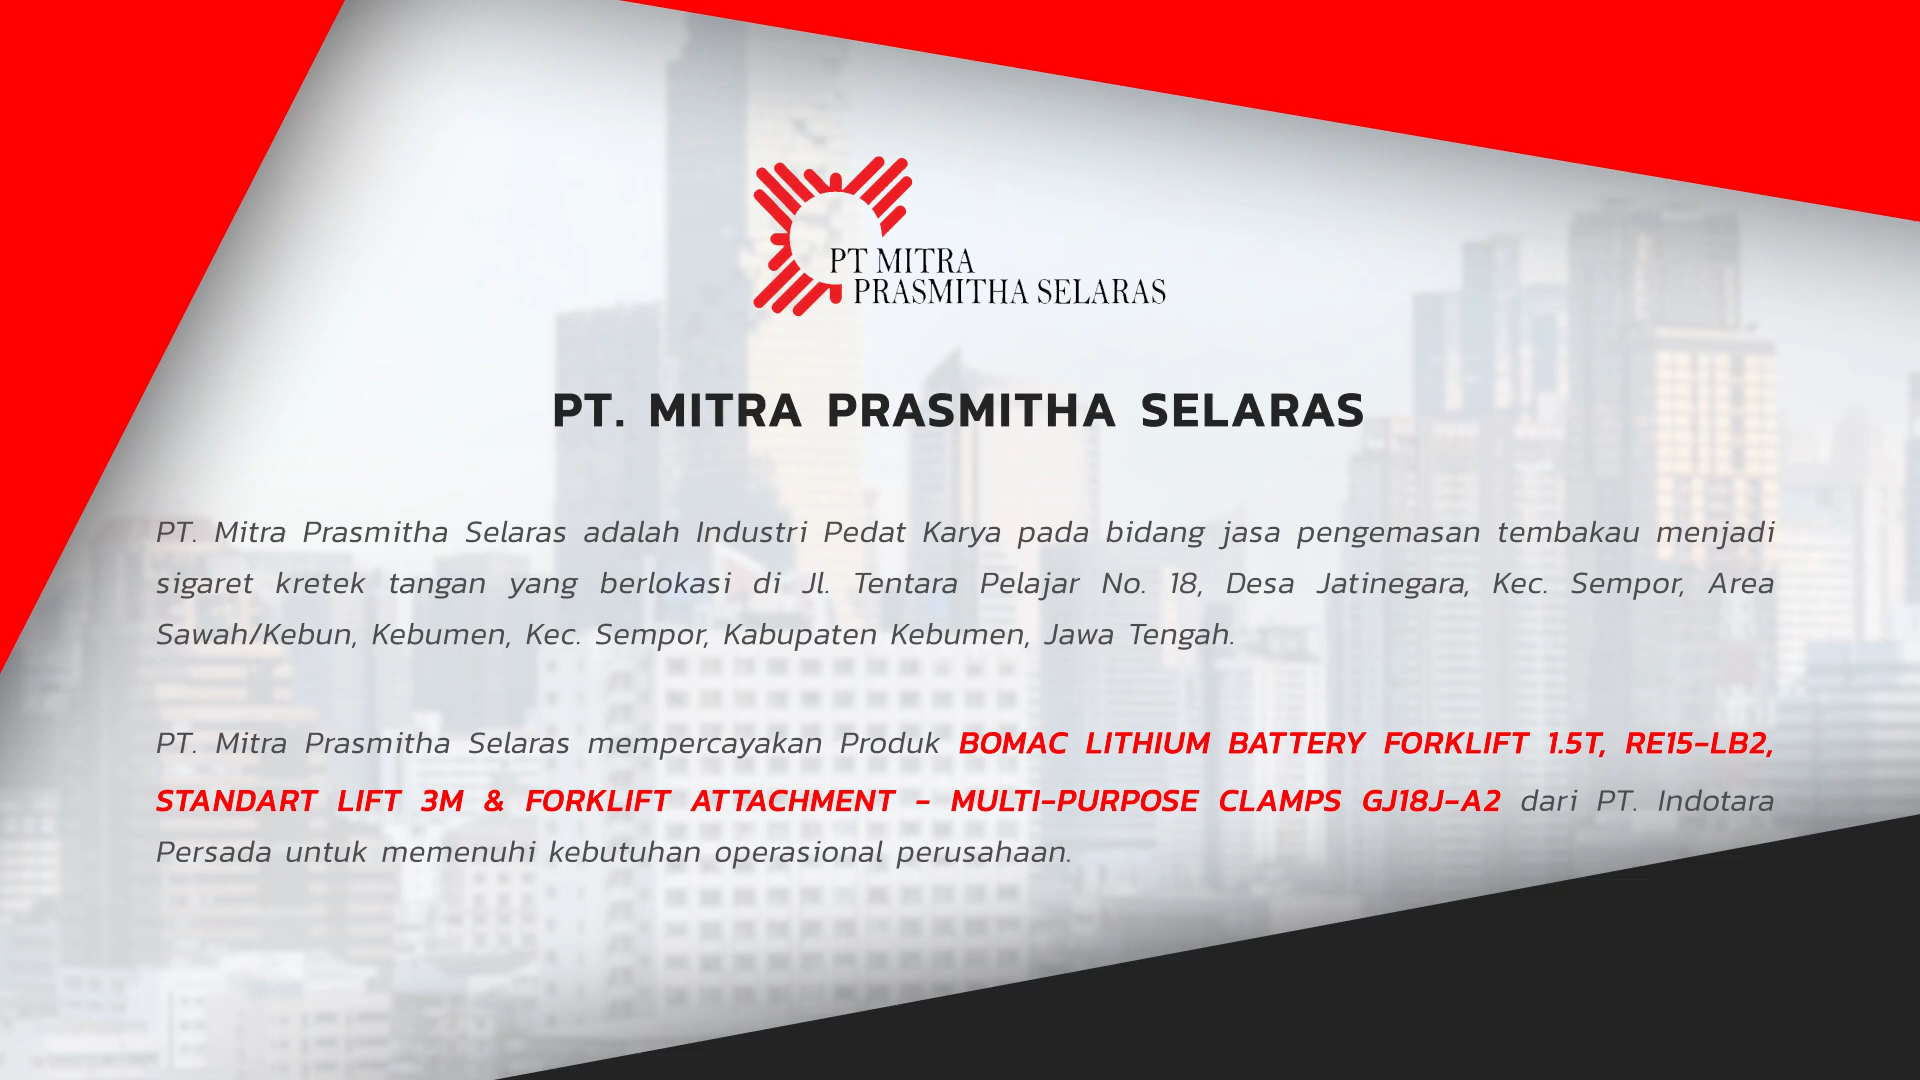 PT MITRA
PRASMITHA SELARAS
PT. MITRA PRASMITHA SELARAS
PT. Mitra Prasmitha Selaras adalah Industri Pedat Karya pada bidang jasa pengemasan tembakau menjadi
sigaret kretek tangan yang berlokasi di Jl. Tentara Pelajar No. 18, Desa Jatinegara, Kec. Sempor, Area
Sawah/Kebun, Kebumen, Kec. Sempor, Kabupaten Kebumen, Jawa Tengah.
PT. Mitra Prasmitha Selaras mempercayakan Produk BOMAC LITHIUM BATTERY FORKLIFT 1.5T, RE15-LB2,
STANDART LIFT 3M & FORKLIFT ATTACHMENT - MULTI-PURPOSE CLAMPS GJ18J-A2 dari PT. Indotara
Persada untuk memenuhi kebutuhan operasional perusahaan.